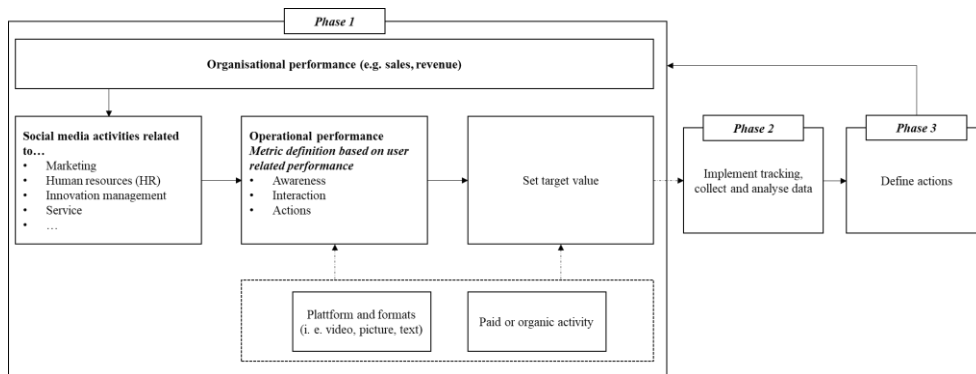 Phase 1
Organisational performance (e.g. sales, revenue)
Social media activities related
to…
• Marketing
• Human resources (HR)
• Innovation management
• Service
• …
Operational performance
Metric definition based on user
related performance
• Awareness
• Interaction
• Actions
Set target value
Phase 2
Implement tracking,
collect and analyse data
Phase 3
Define actions
Plattform and formats
(i. e. video, picture, text)
Paid or organic activity